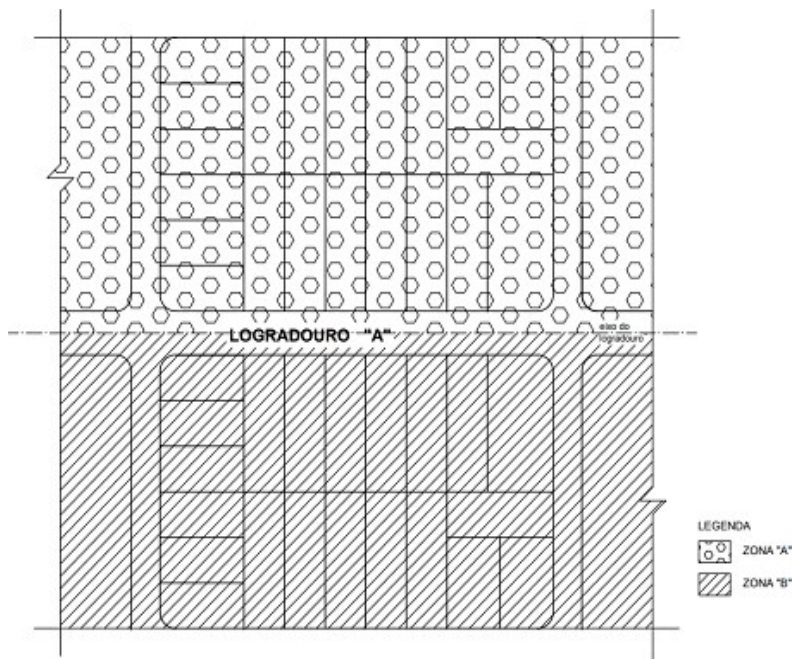 eixo do
logradouro
LOGRADOURO "A"
LEGENDA
ZONA "A"
ZONA "B"